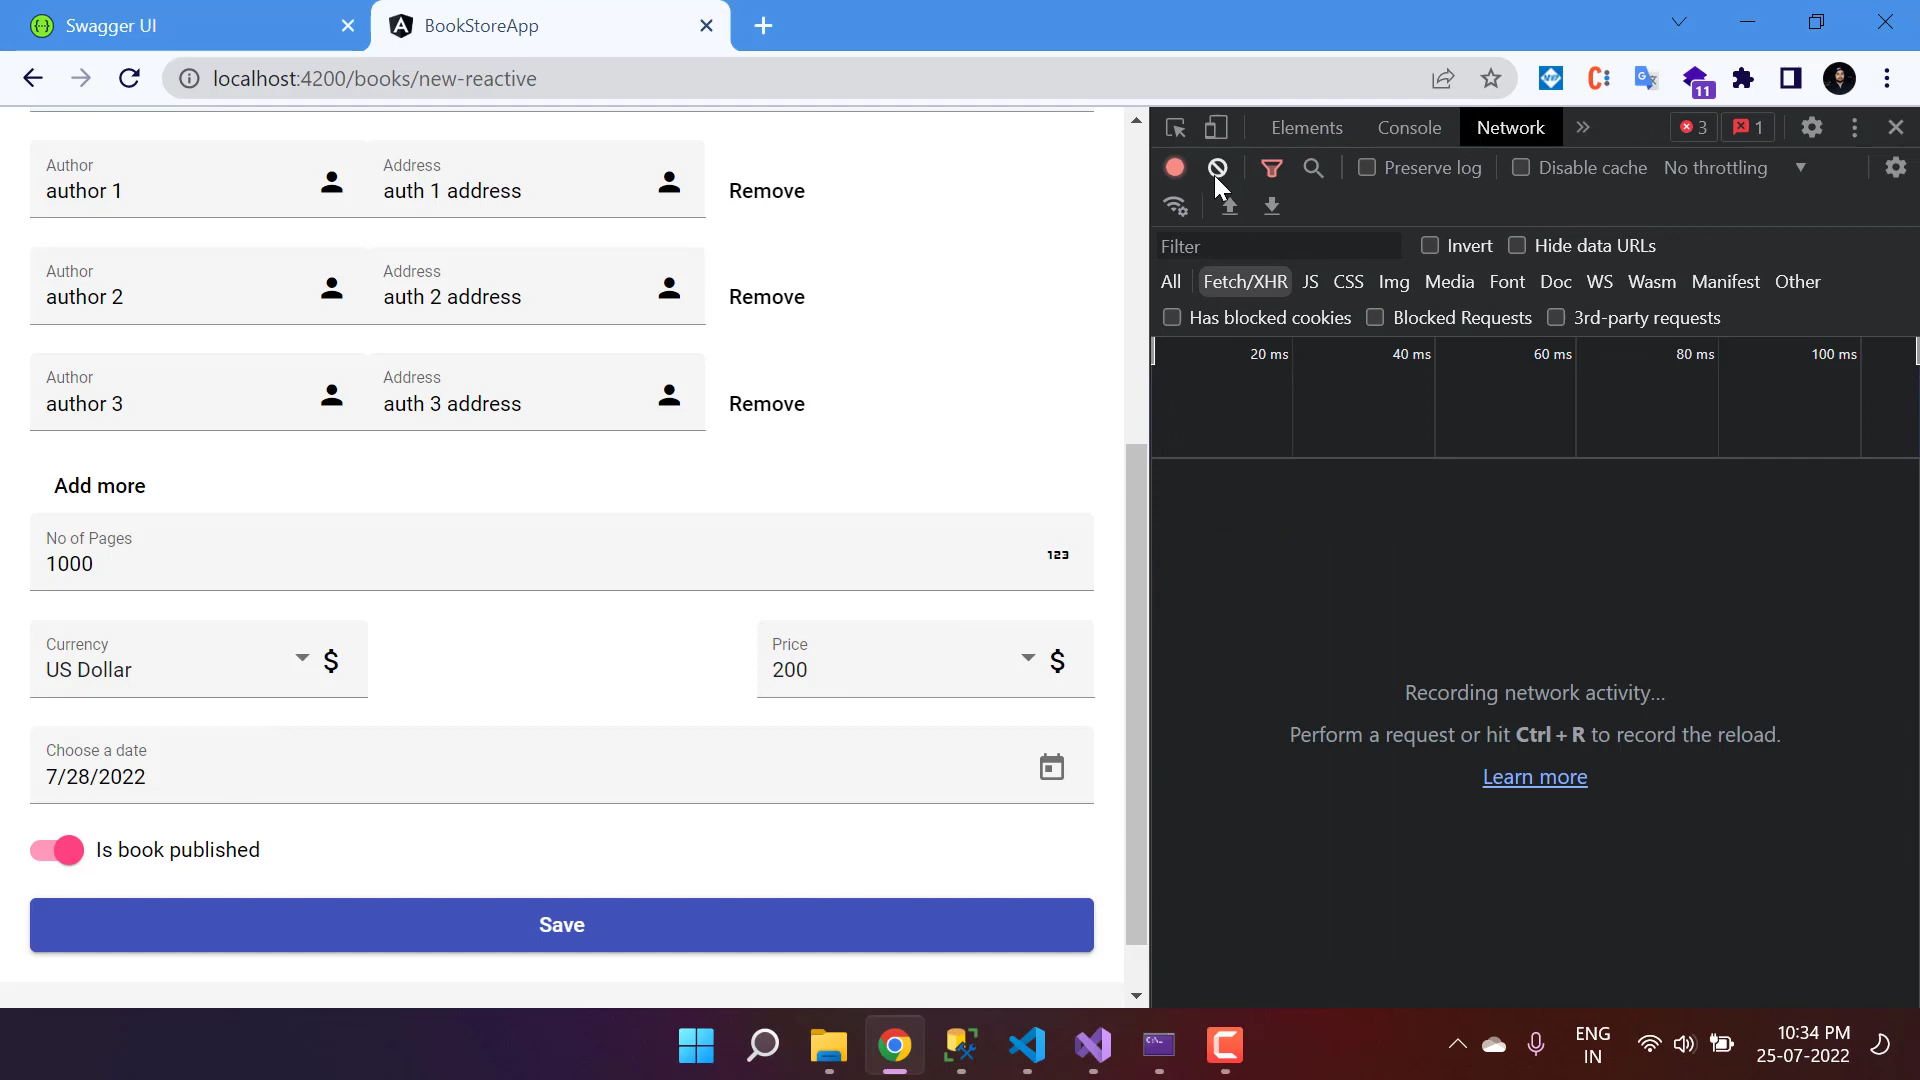 Swagger UI
BookStoreApp
localhost:4200/books/new-reactive
11
Author
author 1
Address
auth 1 address
Remove
Author
author 2
Address
auth 2 address
Remove
Author
author 3
Address
auth 3 address
Remove
Add more
No of Pages
1000
123
Currency
US Dollar
$
Price
200
$
Choose a date
7/28/2022
Is book published
Save
Elements Console Network
3 1
Preserve log Disable cache No throttling
Filter
Invert Hide data URLs
All Fetch/XHR JS CSS Img Media Font Doc WS Wasm Manifest Other
Has blocked cookies Blocked Requests 3rd-party requests
20 ms 40 ms 60 ms 80 ms 100 ms
Recording network activity...
Perform a request or hit Ctrl + R to record the reload.
Learn more
ENG
IN
10:34 PM
25-07-2022